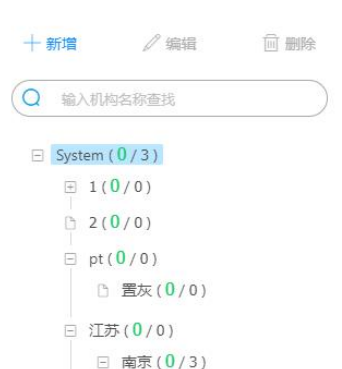 新增 编辑 删除
输入机构名称查找
System ( 0 / 3 )
1 ( 0 / 0 )
2 ( 0 / 0 )
pt ( 0 / 0 )
置灰 ( 0 / 0 )
江苏 ( 0 / 0 )
南京 ( 0 / 3 )